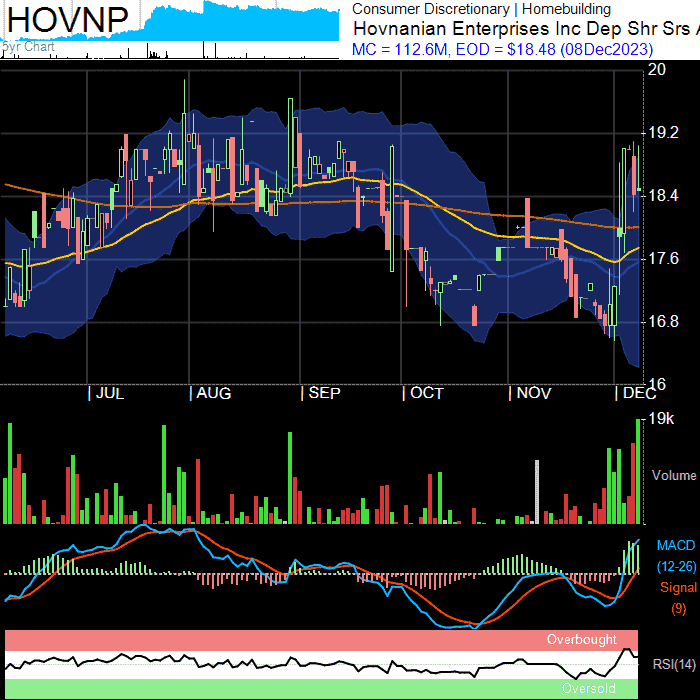 HOVNP
5yr Chart
Consumer Discretionary | Homebuilding
Hovnanian Enterprises Inc Dep Shr Srs A
MC = 112.6M, EOD = $18.48 (08Dec2023)
20
19.2
18.4
17.6
16.8
16
| JUL | AUG | SEP | OCT | NOV | DEC
19k
Volume
MACD
(12-26)
Signal
(9)
Overbought
RSI(14)
Oversold